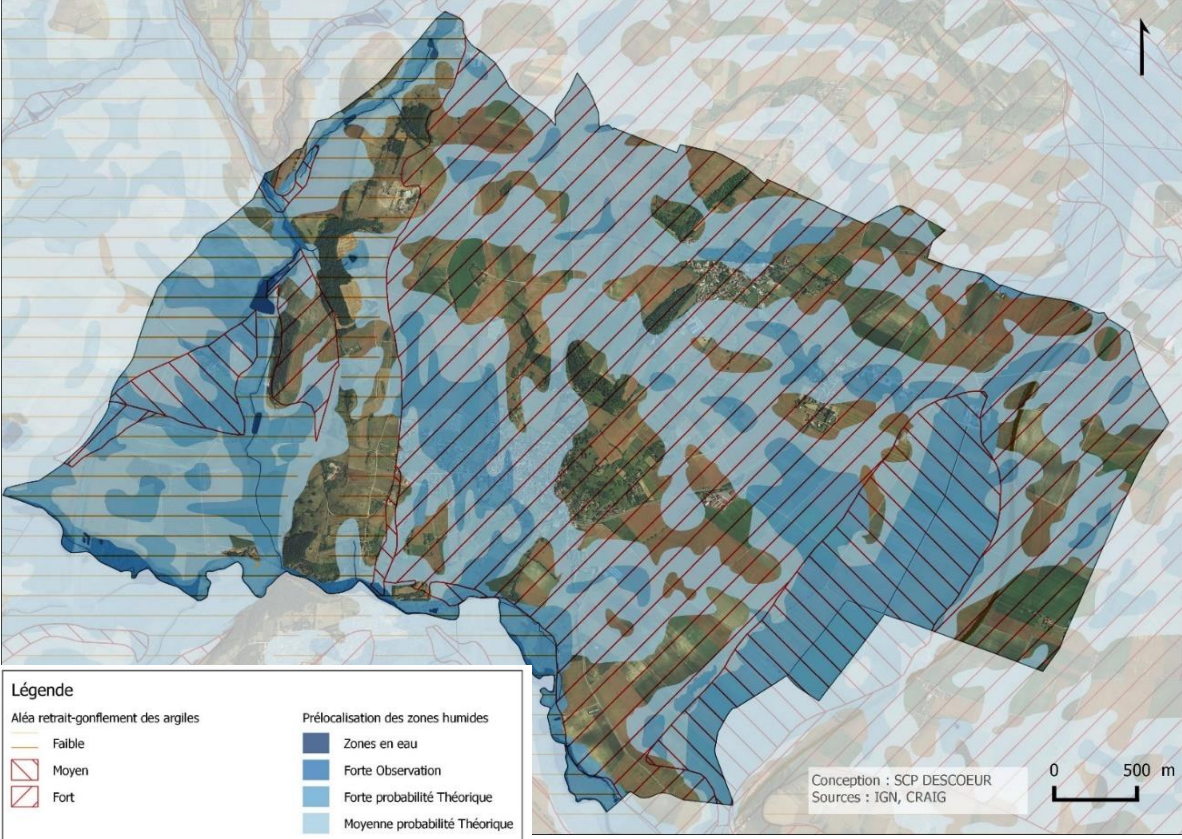 Légende
Aléa retrait-gonflement des argiles
Faible
Moyen
Fort
Prélocalisation des zones humides
Zones en eau
Forte Observation
Forte probabilité Théorique
Moyenne probabilité Théorique
Conception : SCP DESCOEUR
Sources : IGN, CRAIG
0 500 m